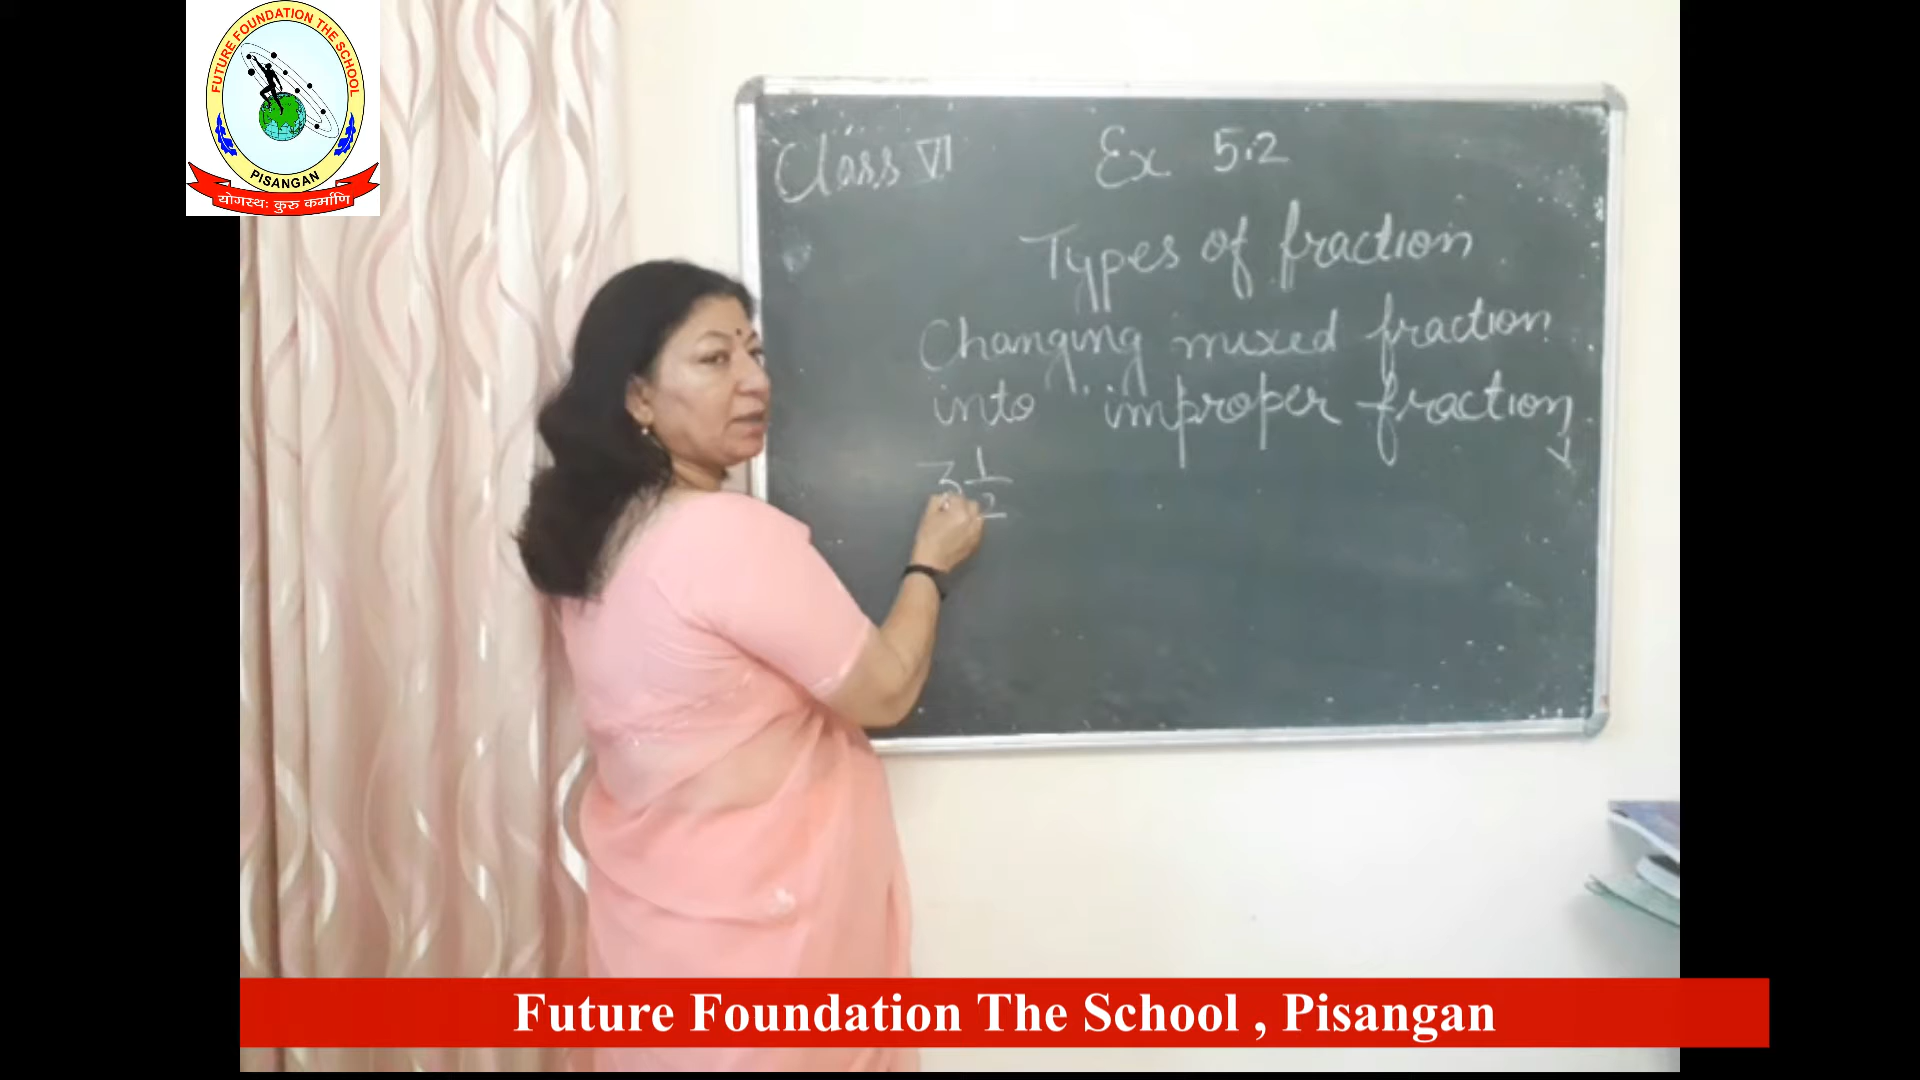 FUTURE FOUNDATION THE SCHOOL
PISANGAN
योगस्थः कुरु कर्माणि
Class VI
Ex 5.2
Types of fraction
Changing mixed fraction
into improper fraction
3 1/2
Future Foundation The School , Pisangan